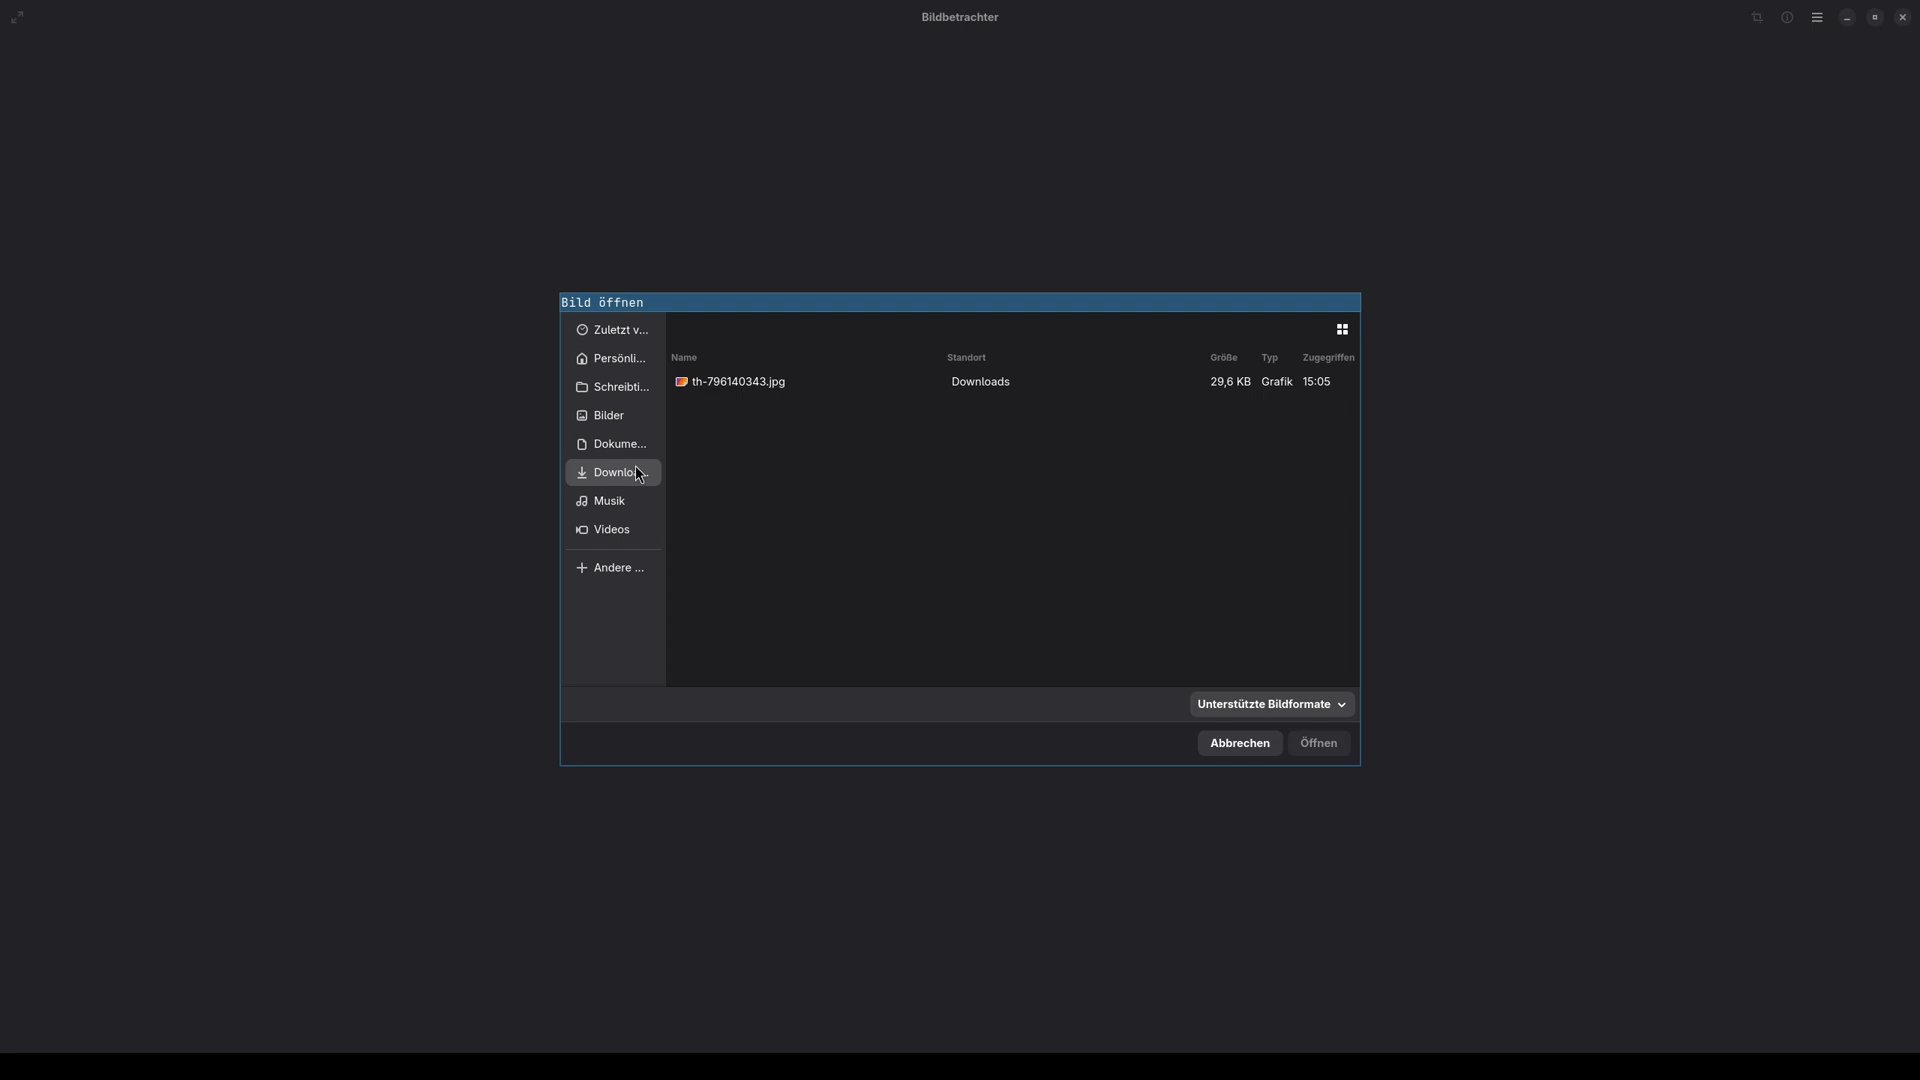 Bildbetrachter
Bild öffnen
Zuletzt v...
Persönli...
Schreibti...
Bilder
Dokume...
Musik
Videos
Andere ...
Name Standort Größe Typ Zugegriffen
th-796140343.jpg Downloads 29,6 KB Grafik 15:05
Unterstützte Bildformate
Abbrechen Öffnen